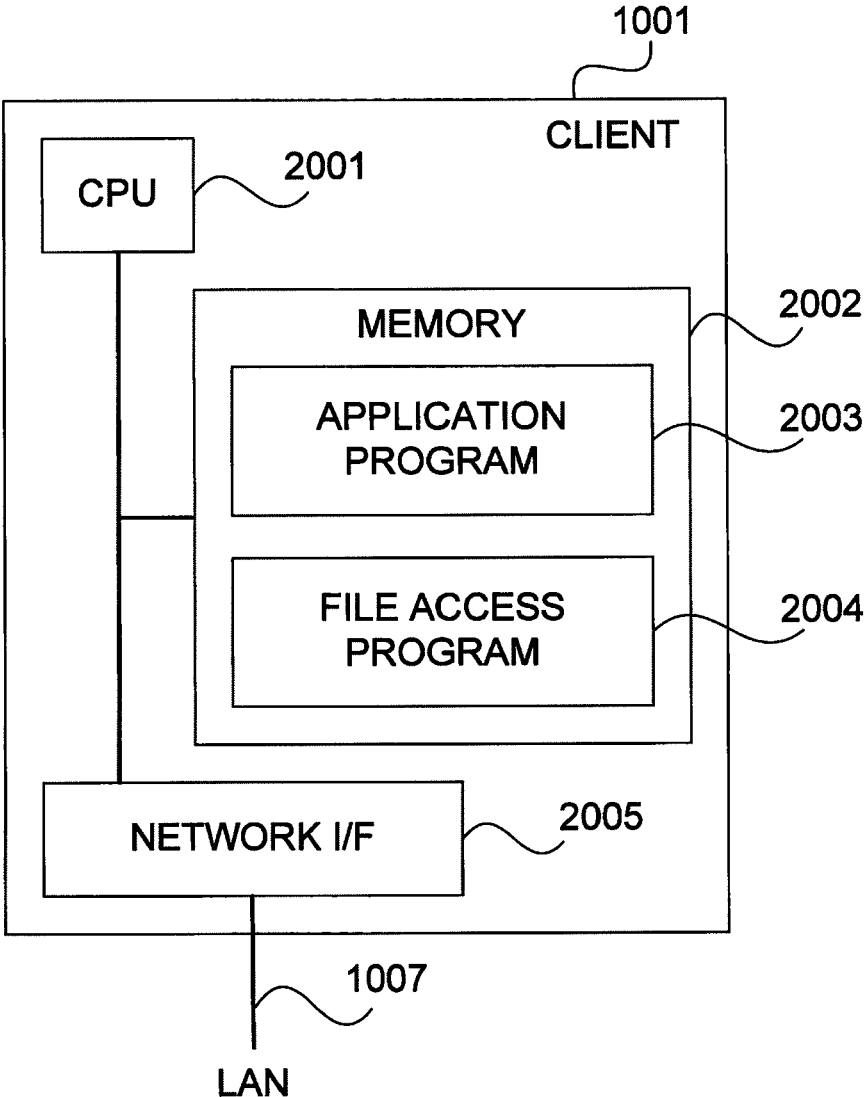 1001
CLIENT
CPU
2001
MEMORY
2002
APPLICATION
PROGRAM
2003
FILE ACCESS
PROGRAM
2004
NETWORK I/F
2005
1007
LAN